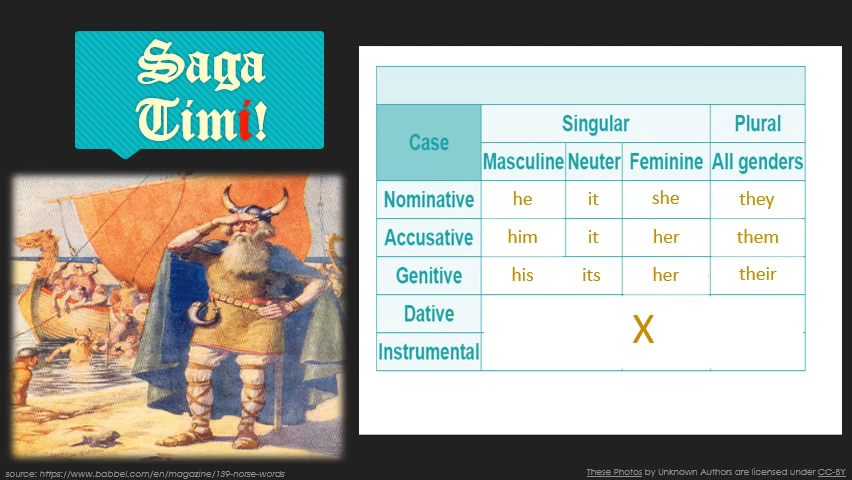 Saga
Timi!
Case Singular Plural
Masculine Neuter Feminine All genders
Nominative he it she they
Accusative him it her them
Genitive his its her their
Dative
X
Instrumental
source: https://www.babbel.com/en/magazine/139-norse-words
These Photos by Unknown Authors are licensed under CC-BY